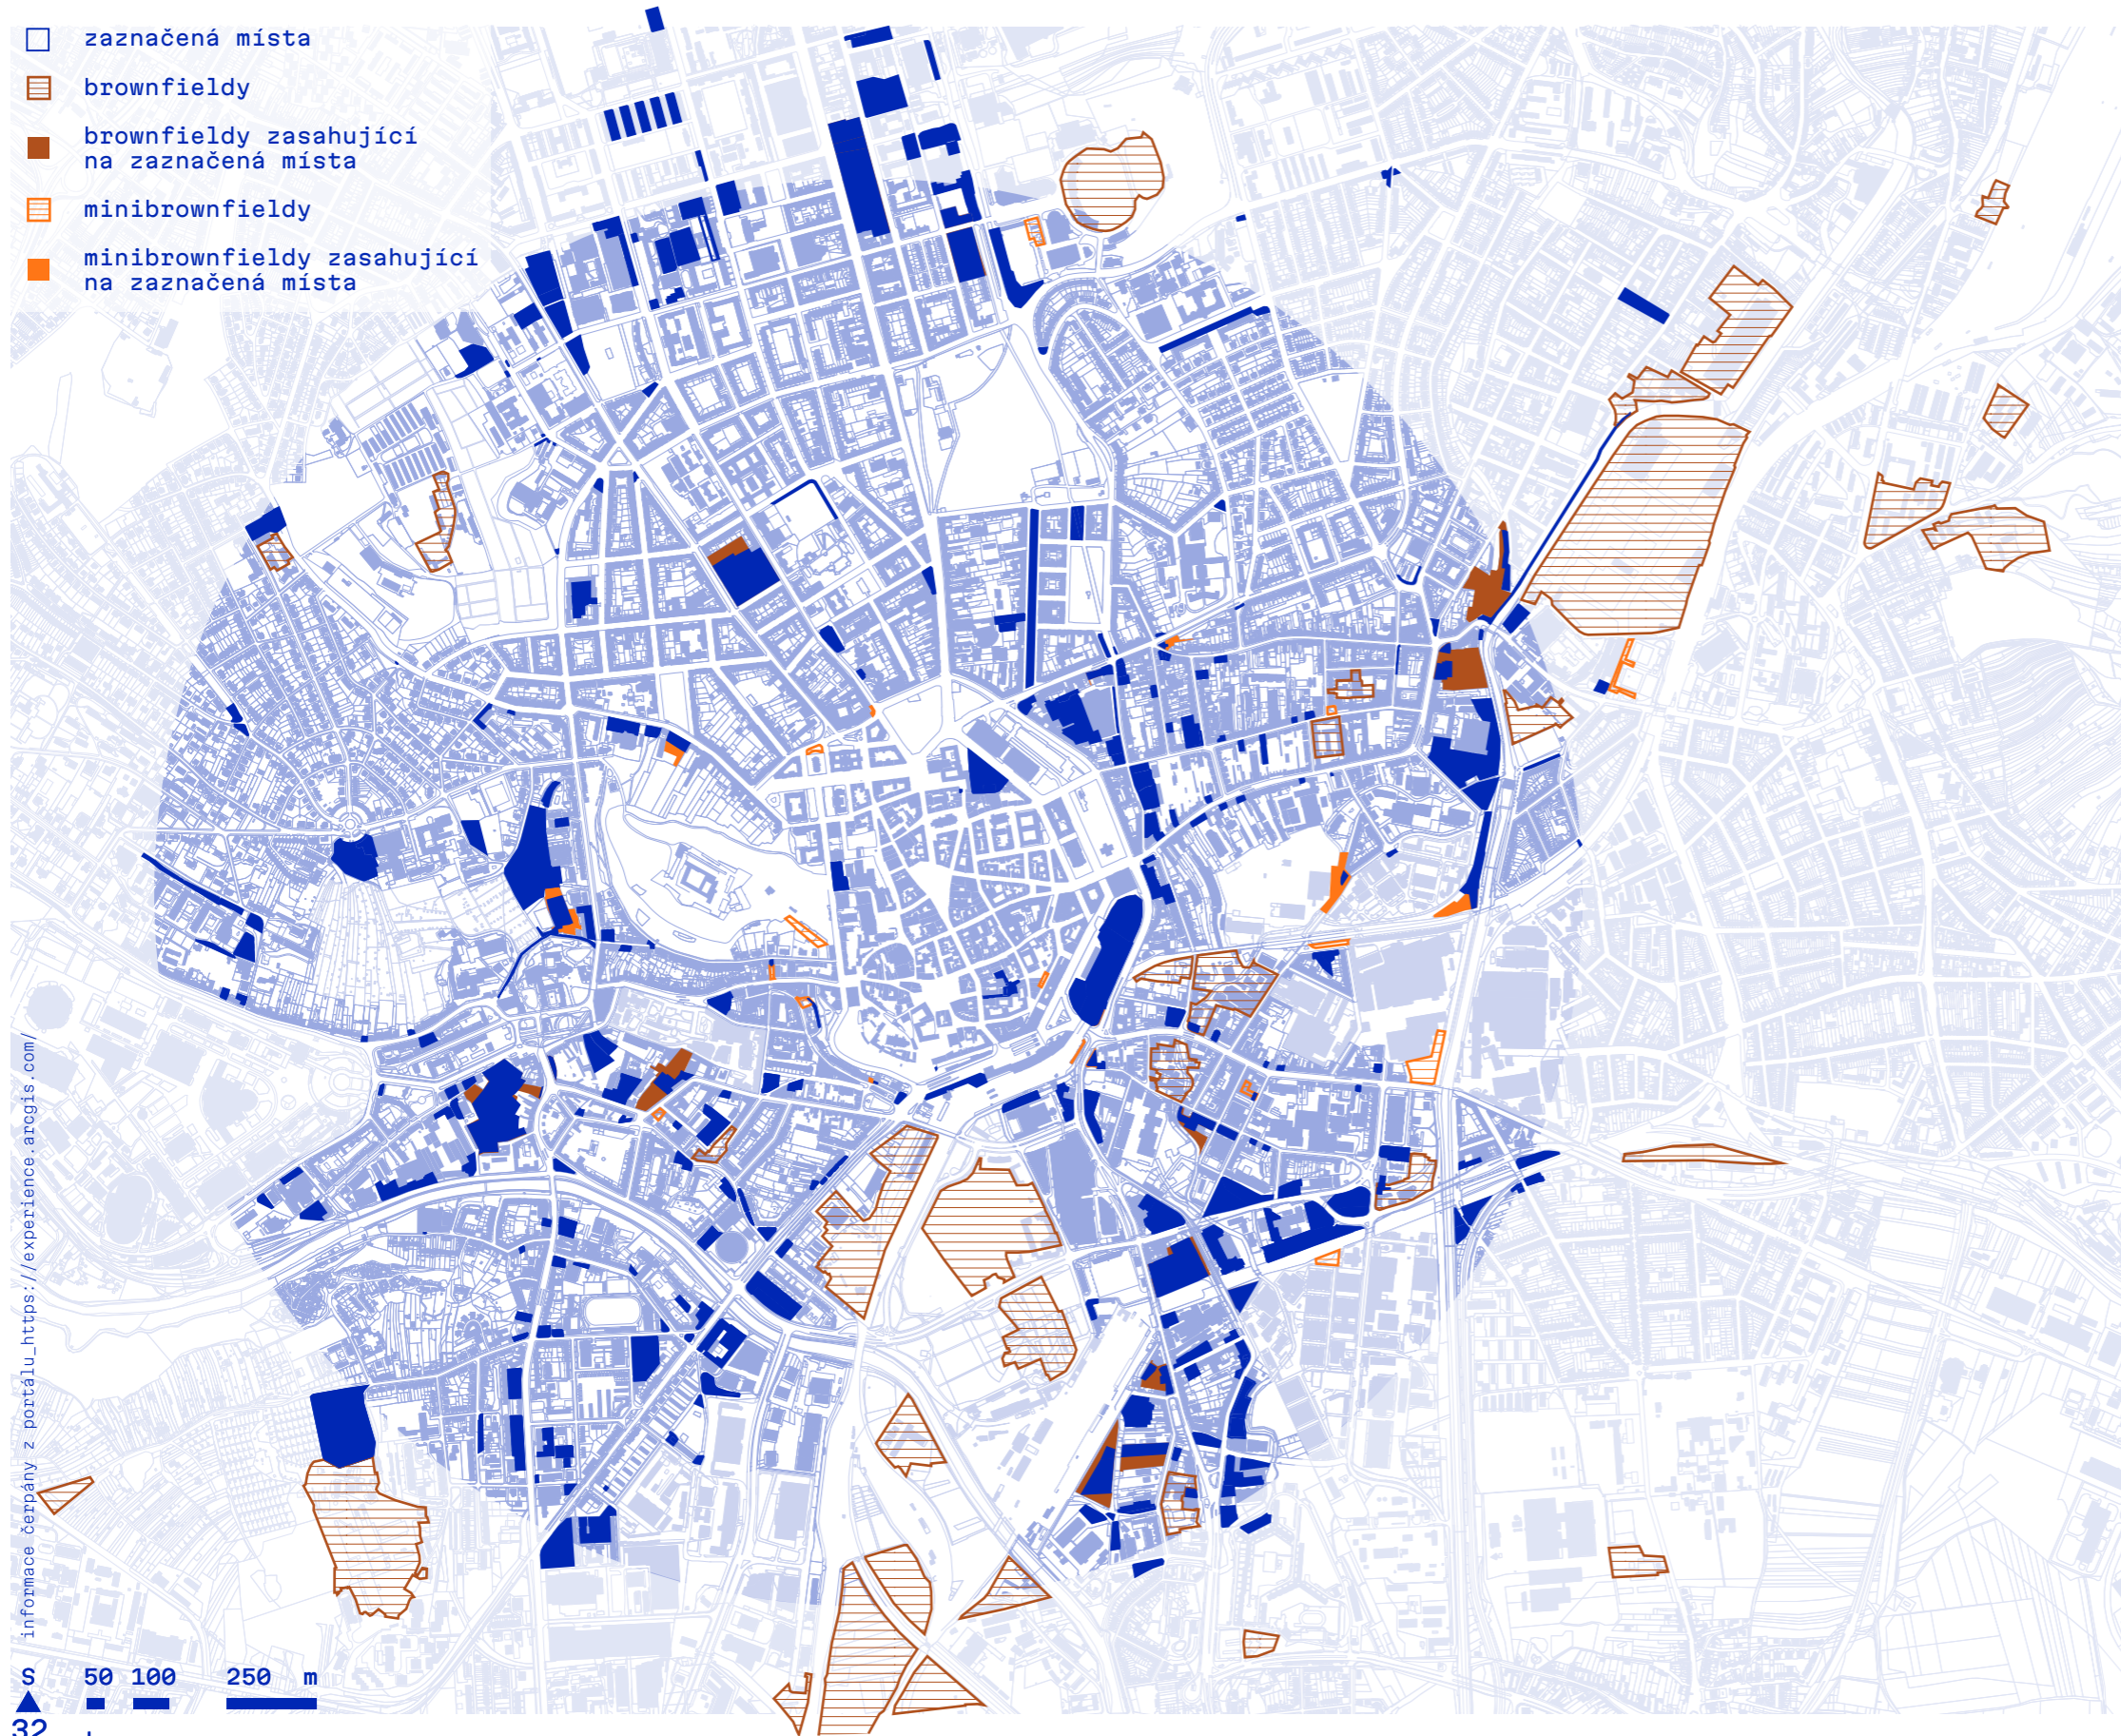 zaznačená místa
brownfieldy
brownfieldy zasahující
na zaznačená místa
minibrownfieldy
minibrownfieldy zasahující
na zaznačená místa
informace čerpány z portálu_https://experience.arcgis.com/
S 50 100 250 m
32